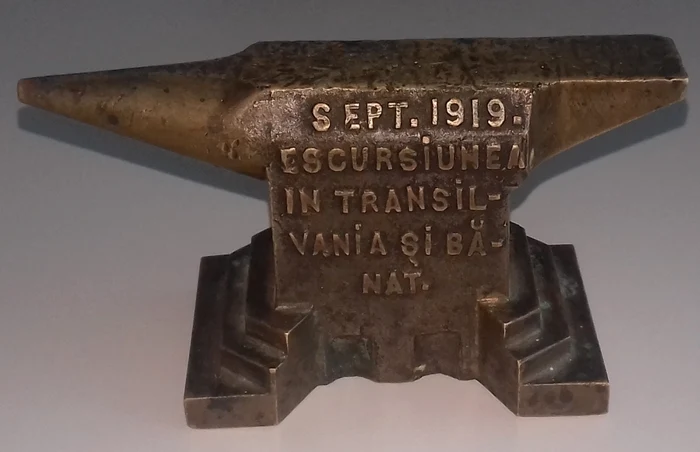 SEPT. 1919.
ESCURSiUNEA
IN TRANSiL-
VANiA ŞI BĂ-
NAT.